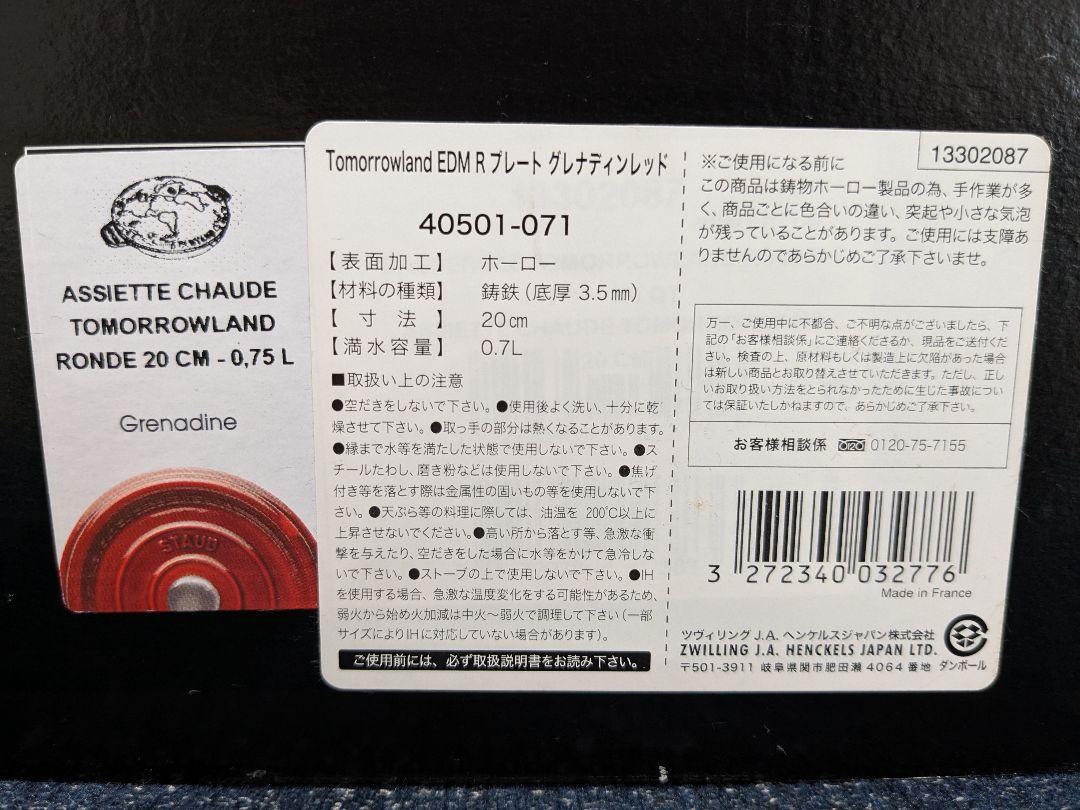 ASSIETTE CHAUDE
TOMORROWLAND
RONDE 20 CM - 0,75 L
Grenadine
STAUB
Tomorrowland EDM R プレート グレナディンレッド
40501-071
【表面加工】 ホーロー
【材料の種類】 鋳鉄（底厚 3.5㎜）
【寸法】 20㎝
【満水容量】 0.7L
■取扱い上の注意
●空だきをしないで下さい。●使用後よく洗い、十分に乾
燥させて下さい。●取っ手の部分は熱くなることがあります。
●縁まで水等を満たした状態で使用しないで下さい。●ス
チールたわし、磨き粉などは使用しないで下さい。●焦げ
付き等を落とす際は金属性の固いもの等を使用しないで下
さい。●天ぷら等の料理に際しては、油温を 200℃以上に
上昇させないでください。●高い所から落とす等、急激な衝
撃を与えたり、空だきをした場合に水等をかけて急冷しな
いで下さい。●ストーブの上で使用しないで下さい。●IH
を使用する場合、急激な温度変化をする可能性があるため、
弱火から始め火加減は中火～弱火で調理して下さい（一部
サイズによりIHに対応していない場合があります）。
ご使用前には、必ず取扱説明書をお読み下さい。
13302087
※ご使用になる前に
この商品は鋳物ホーロー製品の為、手作業が多
く、商品ごとに色合いの違い、突起や小さな気泡
が残っていることがあります。ご使用には支障あ
りませんのであらかじめご了承下さいませ。
万一、ご使用中に不都合、ご不明な点がございましたら、下
記の「お客様相談係」にご連絡くださるか、現品をご送付くだ
さい。検査の上、原材料もしくは製造上に欠陥があった場合
は新しい商品とお取り替えさせていただきます。ただし、正し
いお取り扱い方法をとられなかったために生じた事故につい
ては保証いたしかねますので、あらかじめご了承下さい。
お客様相談係 0120-75-7155
3 272340 032776
Made in France
ツヴィリング J.A. ヘンケルスジャパン株式会社
ZWILLING J.A. HENCKELS JAPAN LTD.
〒501-3911 岐阜県関市肥田瀬 4064 番地
ダンボール